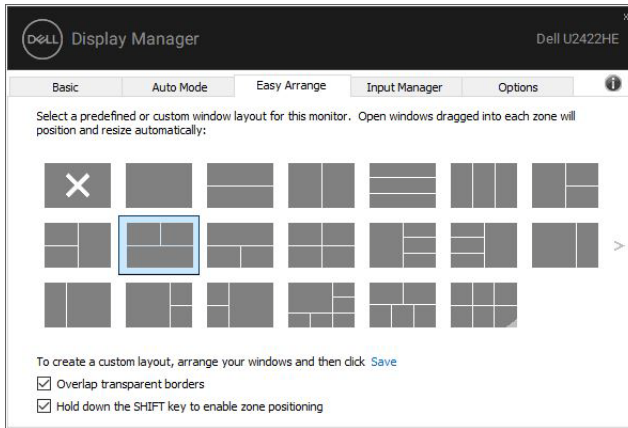 DELL Display Manager
Dell U2422HE
Basic
Auto Mode
Easy Arrange
Input Manager
Options
Select a predefined or custom window layout for this monitor. Open windows dragged into each zone will
position and resize automatically:
To create a custom layout, arrange your windows and then click Save
Overlap transparent borders
Hold down the SHIFT key to enable zone positioning